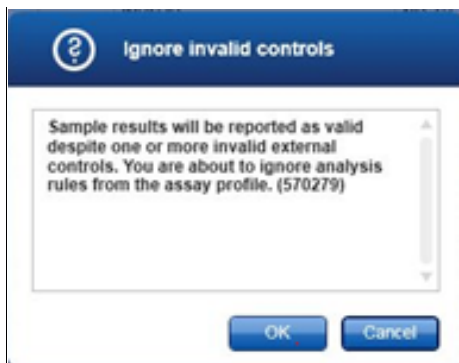 Ignore invalid controls
Sample results will be reported as valid
despite one or more invalid external
controls. You are about to ignore analysis
rules from the assay profile. (570279)
OK
Cancel